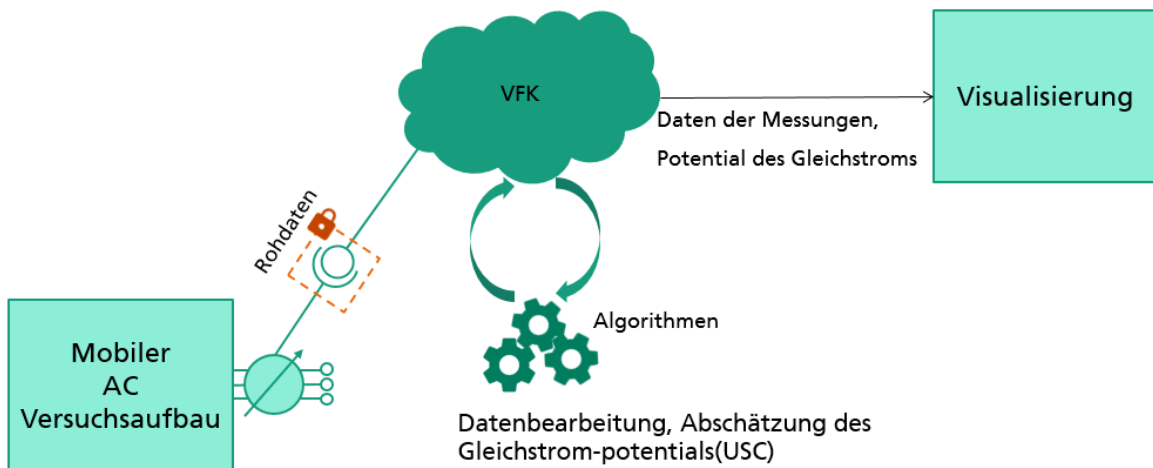 VFK
Visualisierung
Daten der Messungen,
Potential des Gleichstroms
Rohdaten
Algorithmen
Mobiler
AC
Versuchsaufbau
Datenbearbeitung, Abschätzung des
Gleichstrom-potentials(USC)